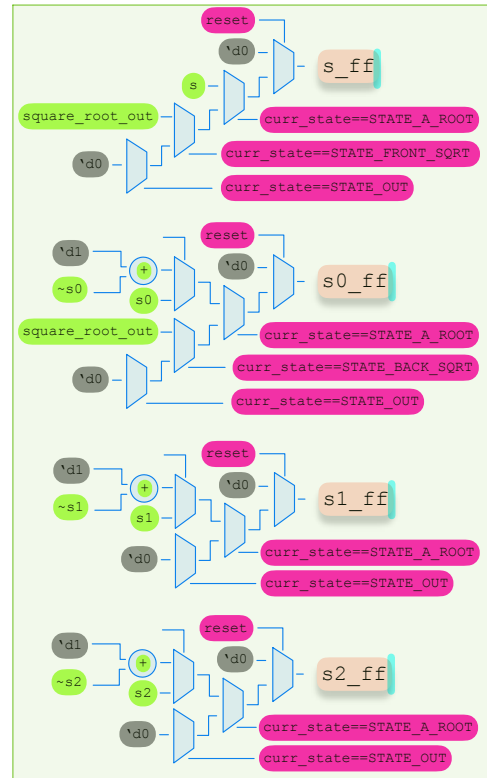 reset
‘d0
s_ff
s
square_root_out
curr_state==STATE_A_ROOT
‘d0
curr_state==STATE_FRONT_SQRT
curr_state==STATE_OUT
reset
‘d1
+
‘d0
~s0
s0
s0_ff
square_root_out
curr_state==STATE_A_ROOT
curr_state==STATE_BACK_SQRT
‘d0
curr_state==STATE_OUT
reset
‘d1
+
‘d0
~s1
s1
s1_ff
curr_state==STATE_A_ROOT
‘d0
curr_state==STATE_OUT
reset
‘d1
+
‘d0
~s2
s2
s2_ff
curr_state==STATE_A_ROOT
‘d0
curr_state==STATE_OUT